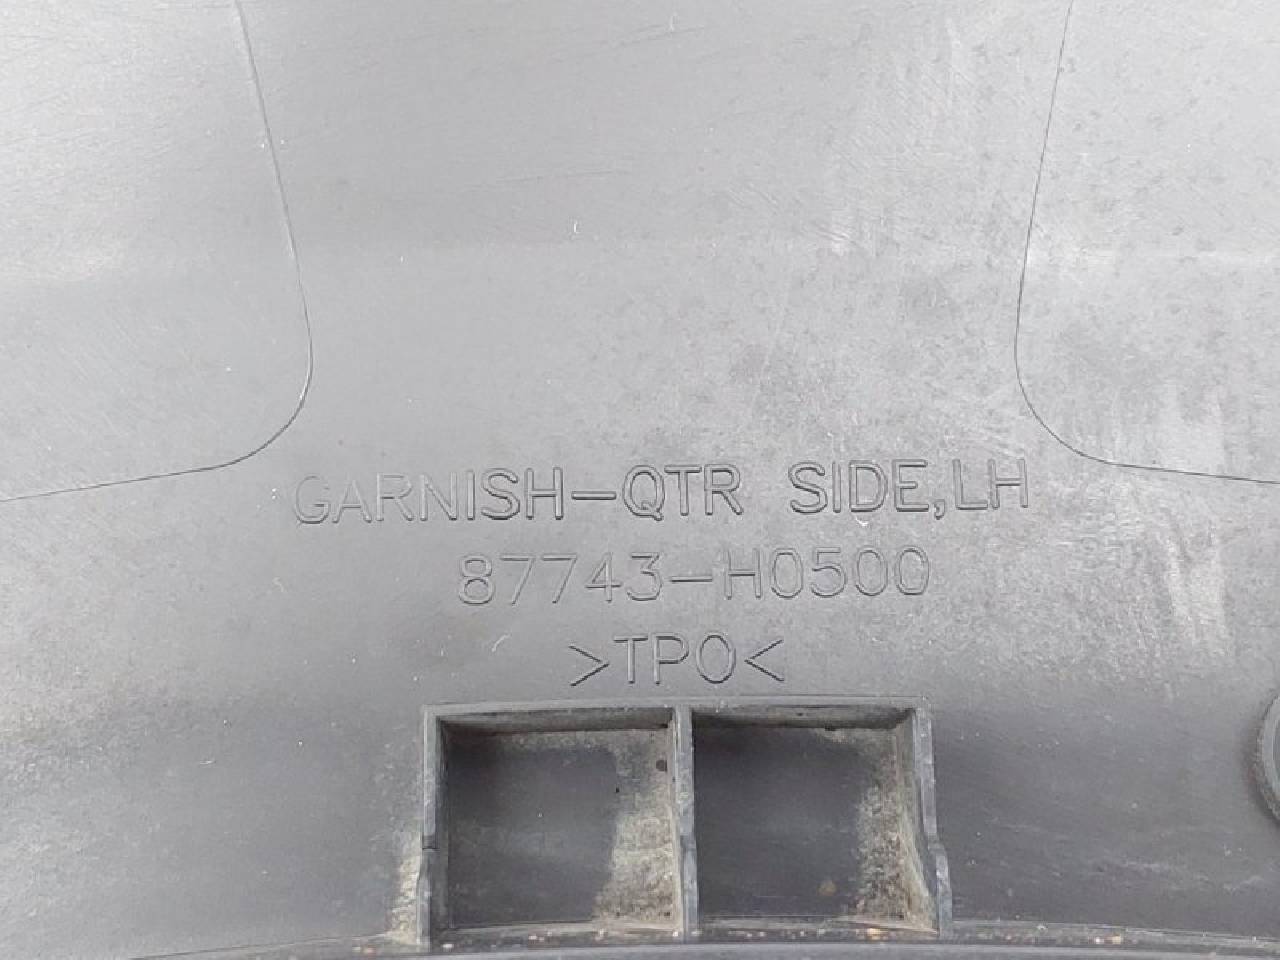 GARNISH-QTR SIDE,LH
87743-H0500
>TPO<